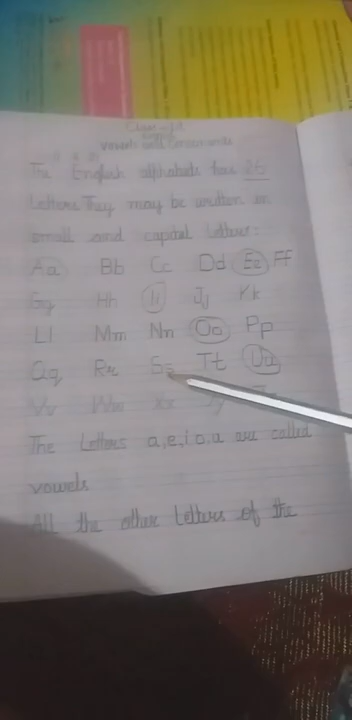 vowels and consonants
The English alphabets has 26
Letters They may be written in
small and capital Letters:
Aa Bb Cc Dd Ee Ff
Gg Hh Ii Jj Kk
Ll Mm Nn Oo Pp
Qq Rr Ss Tt Uu
Vv Ww Xx
The Letters a,e,i,o,u are called
vowels
All the other Letters of the